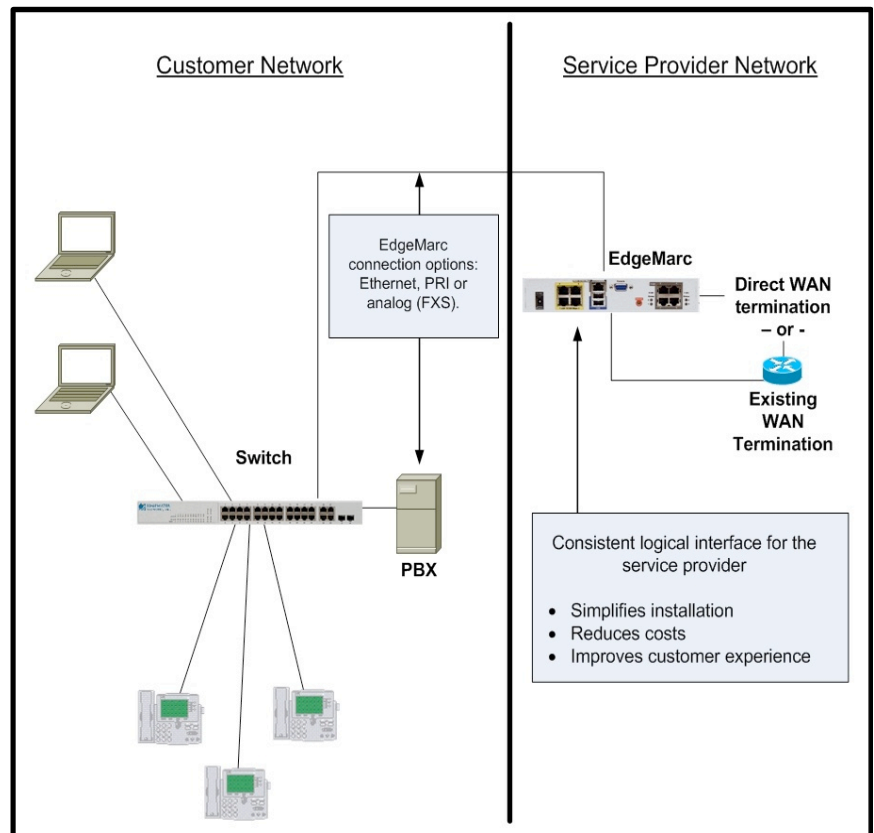 Customer Network
Service Provider Network
EdgeMarc
connection options:
Ethernet, PRI or
analog (FXS).
EdgeMarc
Direct WAN
termination
– or -
Existing
WAN
Termination
Switch
PBX
Consistent logical interface for the
service provider
• Simplifies installation
• Reduces costs
• Improves customer experience